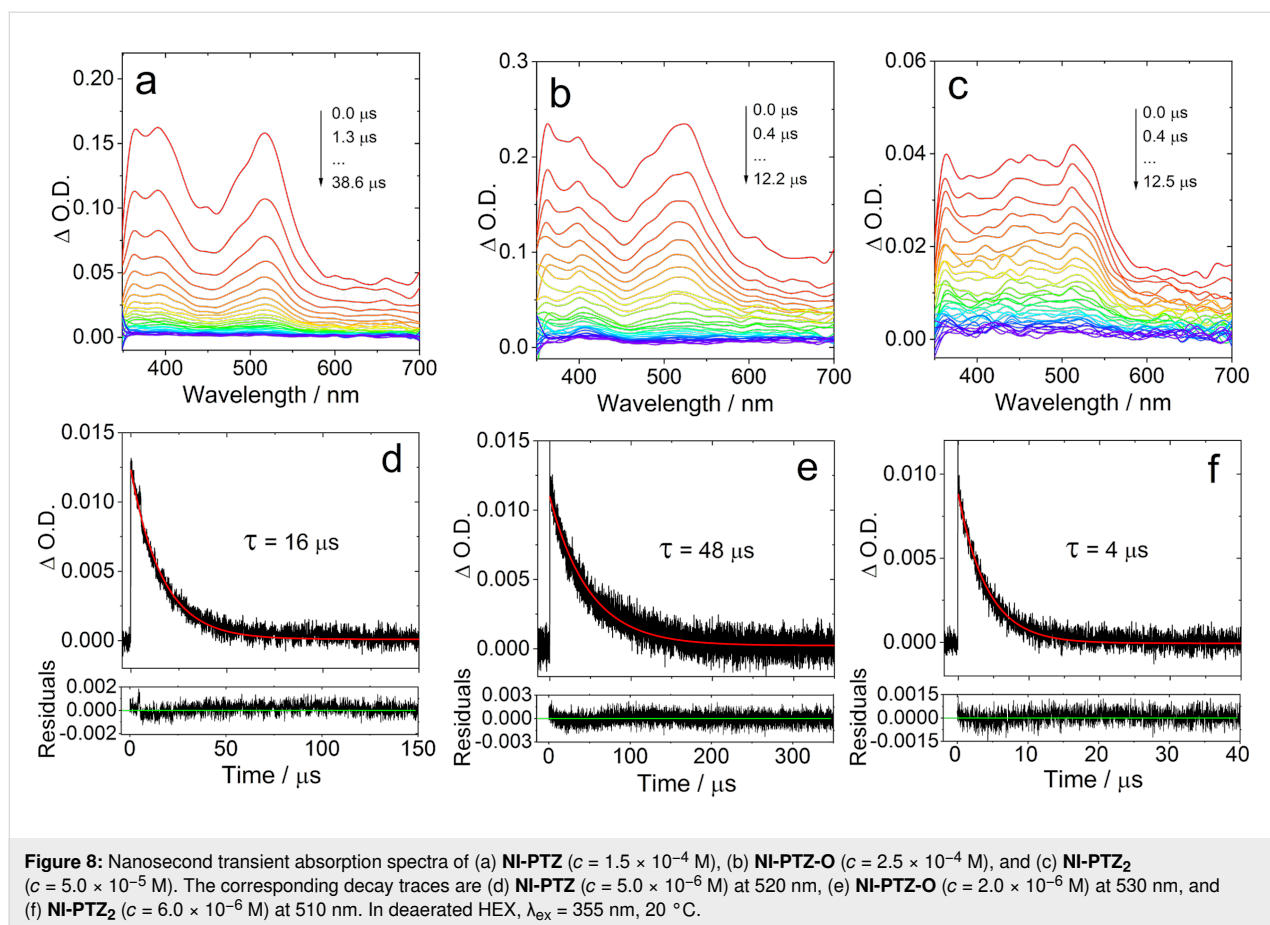 a
0.20
0.15
0.10
0.05
0.00
Δ O.D.
0.0 μs
1.3 μs
...
38.6 μs
400 500 600 700
Wavelength / nm
b
0.3
0.2
0.1
0.0
Δ O.D.
0.0 μs
0.4 μs
...
12.2 μs
400 500 600 700
Wavelength / nm
c
0.06
0.04
0.02
0.00
Δ O.D.
0.0 μs
0.4 μs
...
12.5 μs
400 500 600 700
Wavelength / nm
d
0.015
0.010
0.005
0.000
Δ O.D.
τ = 16 μs
0.002
0.000
-0.002
Residuals
0 50 100 150
Time / μs
e
0.015
0.010
0.005
0.000
Δ O.D.
τ = 48 μs
0.003
0.000
-0.003
Residuals
0 100 200 300
Time / μs
f
0.010
0.005
0.000
Δ O.D.
τ = 4 μs
0.0015
0.0000
-0.0015
Residuals
0 10 20 30 40
Time / μs
Figure 8: Nanosecond transient absorption spectra of (a) NI-PTZ (c = 1.5 × 10⁻⁴ M), (b) NI-PTZ-O (c = 2.5 × 10⁻⁴ M), and (c) NI-PTZ₂
(c = 5.0 × 10⁻⁵ M). The corresponding decay traces are (d) NI-PTZ (5.0 × 10⁻⁶ M) at 520 nm, (e) NI-PTZ-O (2.0 × 10⁻⁶ M) at 530 nm, and
(f) NI-PTZ₂ (6.0 × 10⁻⁶ M) at 510 nm. In deaerated HEX, λex = 355 nm, 20 °C.